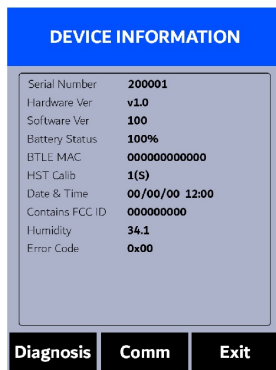 DEVICE INFORMATION
Serial Number 200001
Hardware Ver v1.0
Software Ver 100
Battery Status 100%
BTLE MAC 000000000000
HST Calib 1(S)
Date & Time 00/00/00 12:00
Contains FCC ID 000000000
Humidity 34.1
Error Code 0x00
Diagnosis Comm Exit